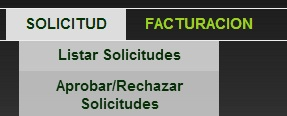 SOLICITUD FACTURACION
Listar Solicitudes
Aprobar/Rechazar
Solicitudes